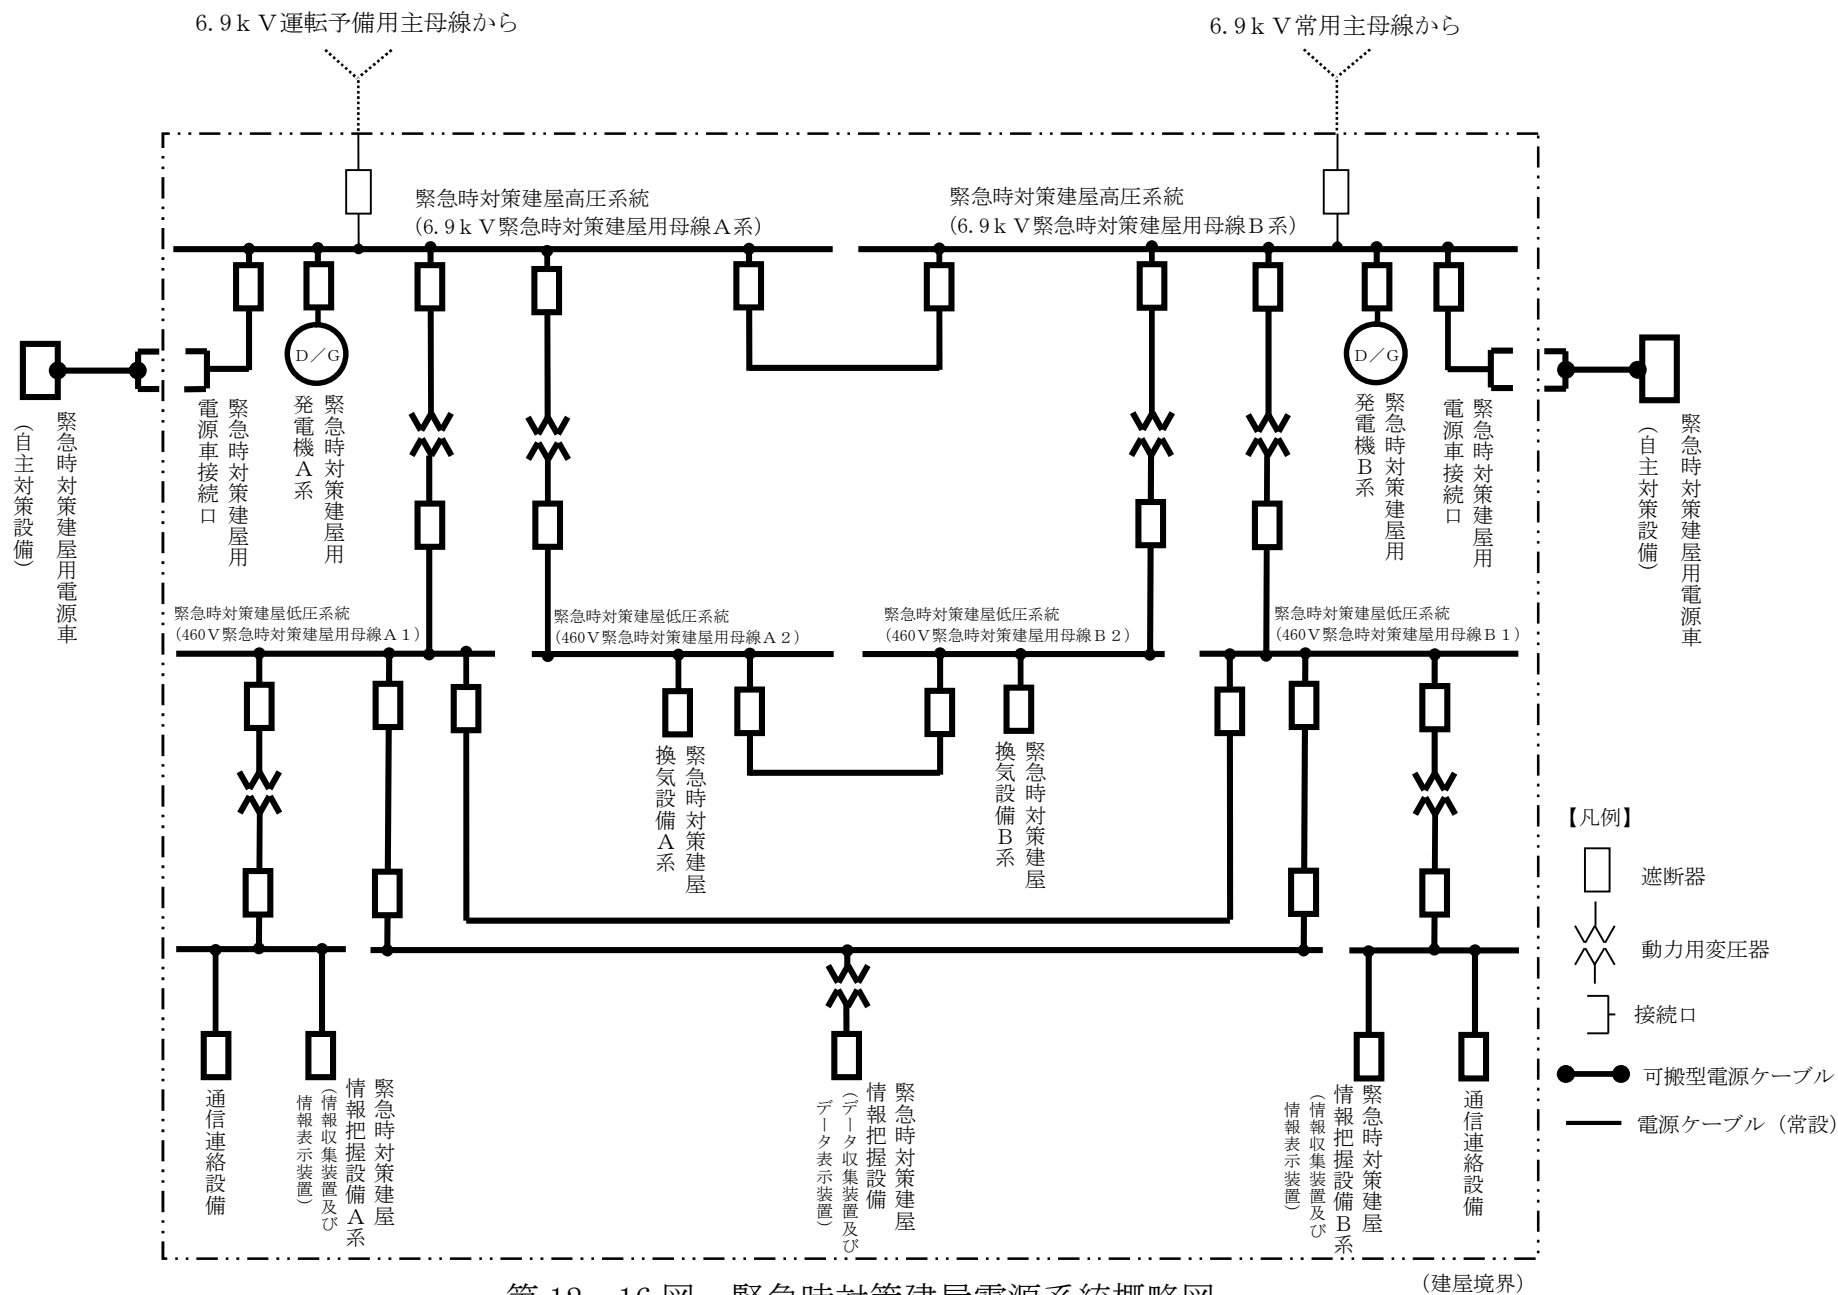 6.9kV運転予備用主母線から
6.9kV常用主母線から
緊急時対策建屋高圧系統
(6.9kV緊急時対策建屋用母線A系)
緊急時対策建屋高圧系統
(6.9kV緊急時対策建屋用母線B系)
緊急時対策建屋用電源車
(自主対策設備)
緊急時対策建屋用
電源車接続口
D/G
緊急時対策建屋用
発電機A系
D/G
緊急時対策建屋用
発電機B系
緊急時対策建屋用
電源車接続口
緊急時対策建屋用電源車
(自主対策設備)
緊急時対策建屋低圧系統
(460V緊急時対策建屋用母線A1)
緊急時対策建屋低圧系統
(460V緊急時対策建屋用母線A2)
緊急時対策建屋低圧系統
(460V緊急時対策建屋用母線B2)
緊急時対策建屋低圧系統
(460V緊急時対策建屋用母線B1)
緊急時対策建屋
換気設備A系
緊急時対策建屋
換気設備B系
通信連絡設備
緊急時対策建屋
情報把握設備A系
(情報収集装置及び
情報表示装置)
緊急時対策建屋
情報把握設備
(データ収集装置及び
データ表示装置)
緊急時対策建屋
情報把握設備B系
(情報収集装置及び
情報表示装置)
通信連絡設備
【凡例】
遮断器
動力用変圧器
接続口
可搬型電源ケーブル
電源ケーブル(常設)
(建屋境界)
第12-16図 緊急時対策建屋電源系統概略図